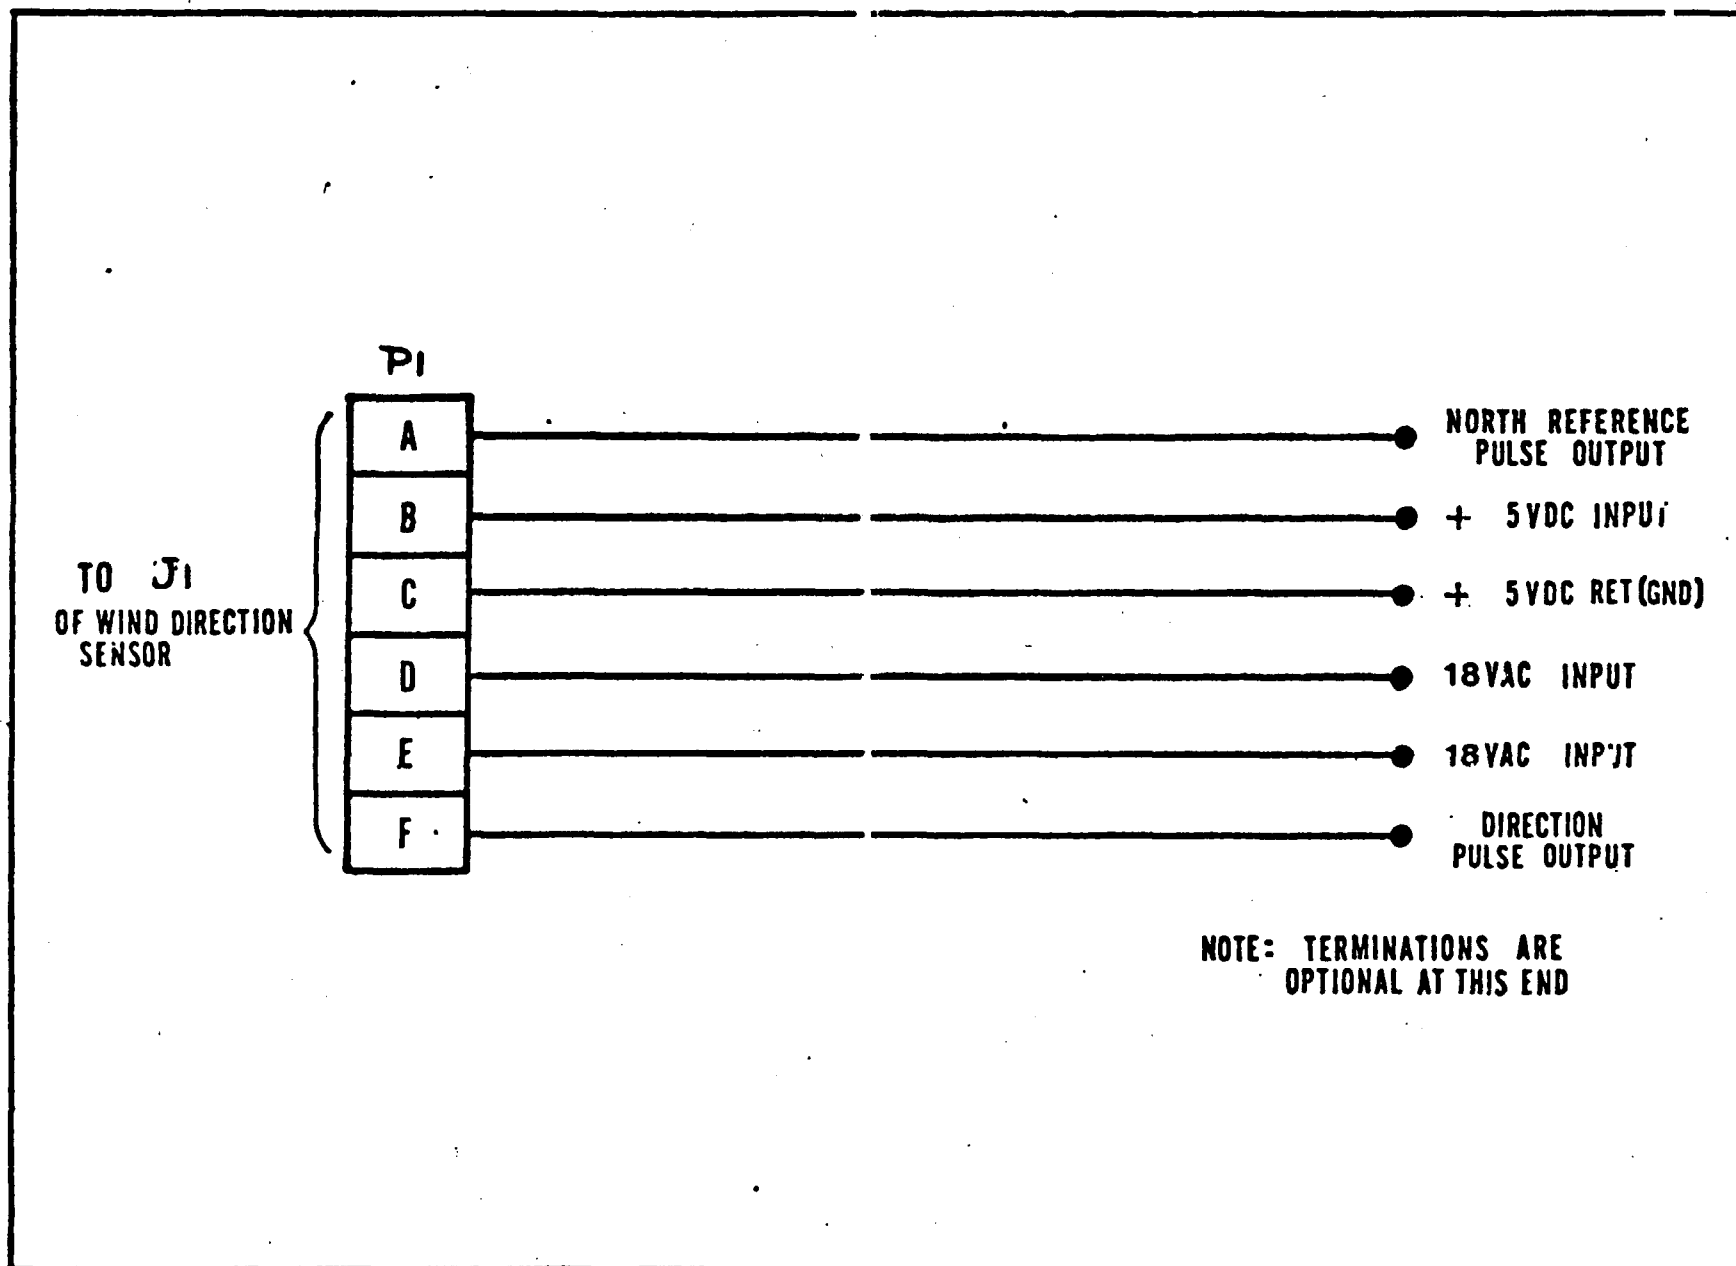 P1
A
NORTH REFERENCE
PULSE OUTPUT
B
+ 5VDC INPUT
C
+ 5VDC RET(GND)
TO J1
OF WIND DIRECTION
SENSOR
D
18VAC INPUT
E
18VAC INPUT
F
DIRECTION
PULSE OUTPUT
NOTE: TERMINATIONS ARE
OPTIONAL AT THIS END